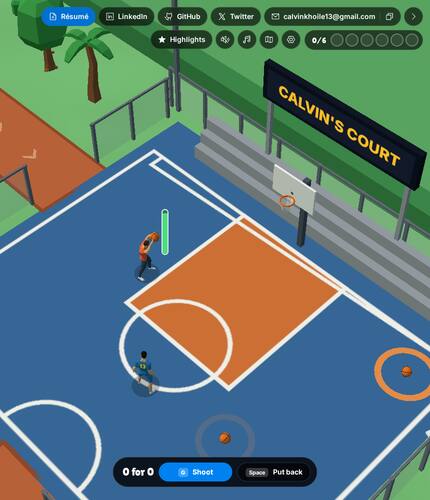 Résumé
LinkedIn
GitHub
Twitter
calvinkhoile13@gmail.com
Highlights
0/6
CALVIN'S COURT
13
0 for 0
G
Shoot
Space
Put back